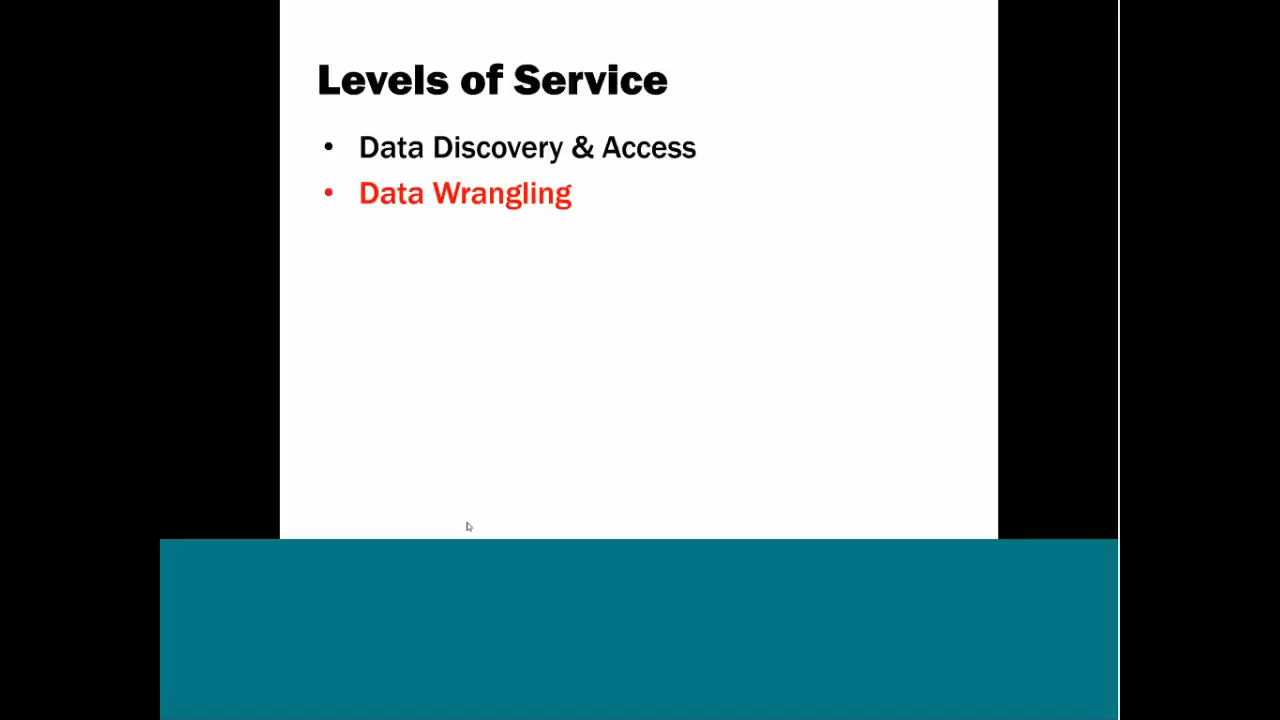 Levels of Service
• Data Discovery & Access
• Data Wrangling